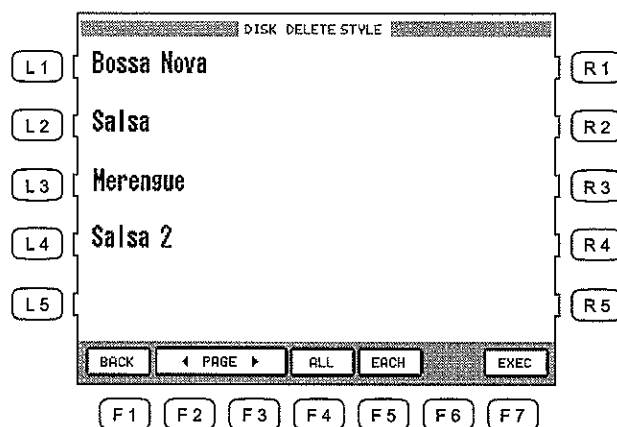 DISK DELETE STYLE
L1 Bossa Nova R1
L2 Salsa R2
L3 Merengue R3
L4 Salsa 2 R4
L5 R5
BACK ◄ PAGE ► ALL EACH EXEC
F1 F2 F3 F4 F5 F6 F7